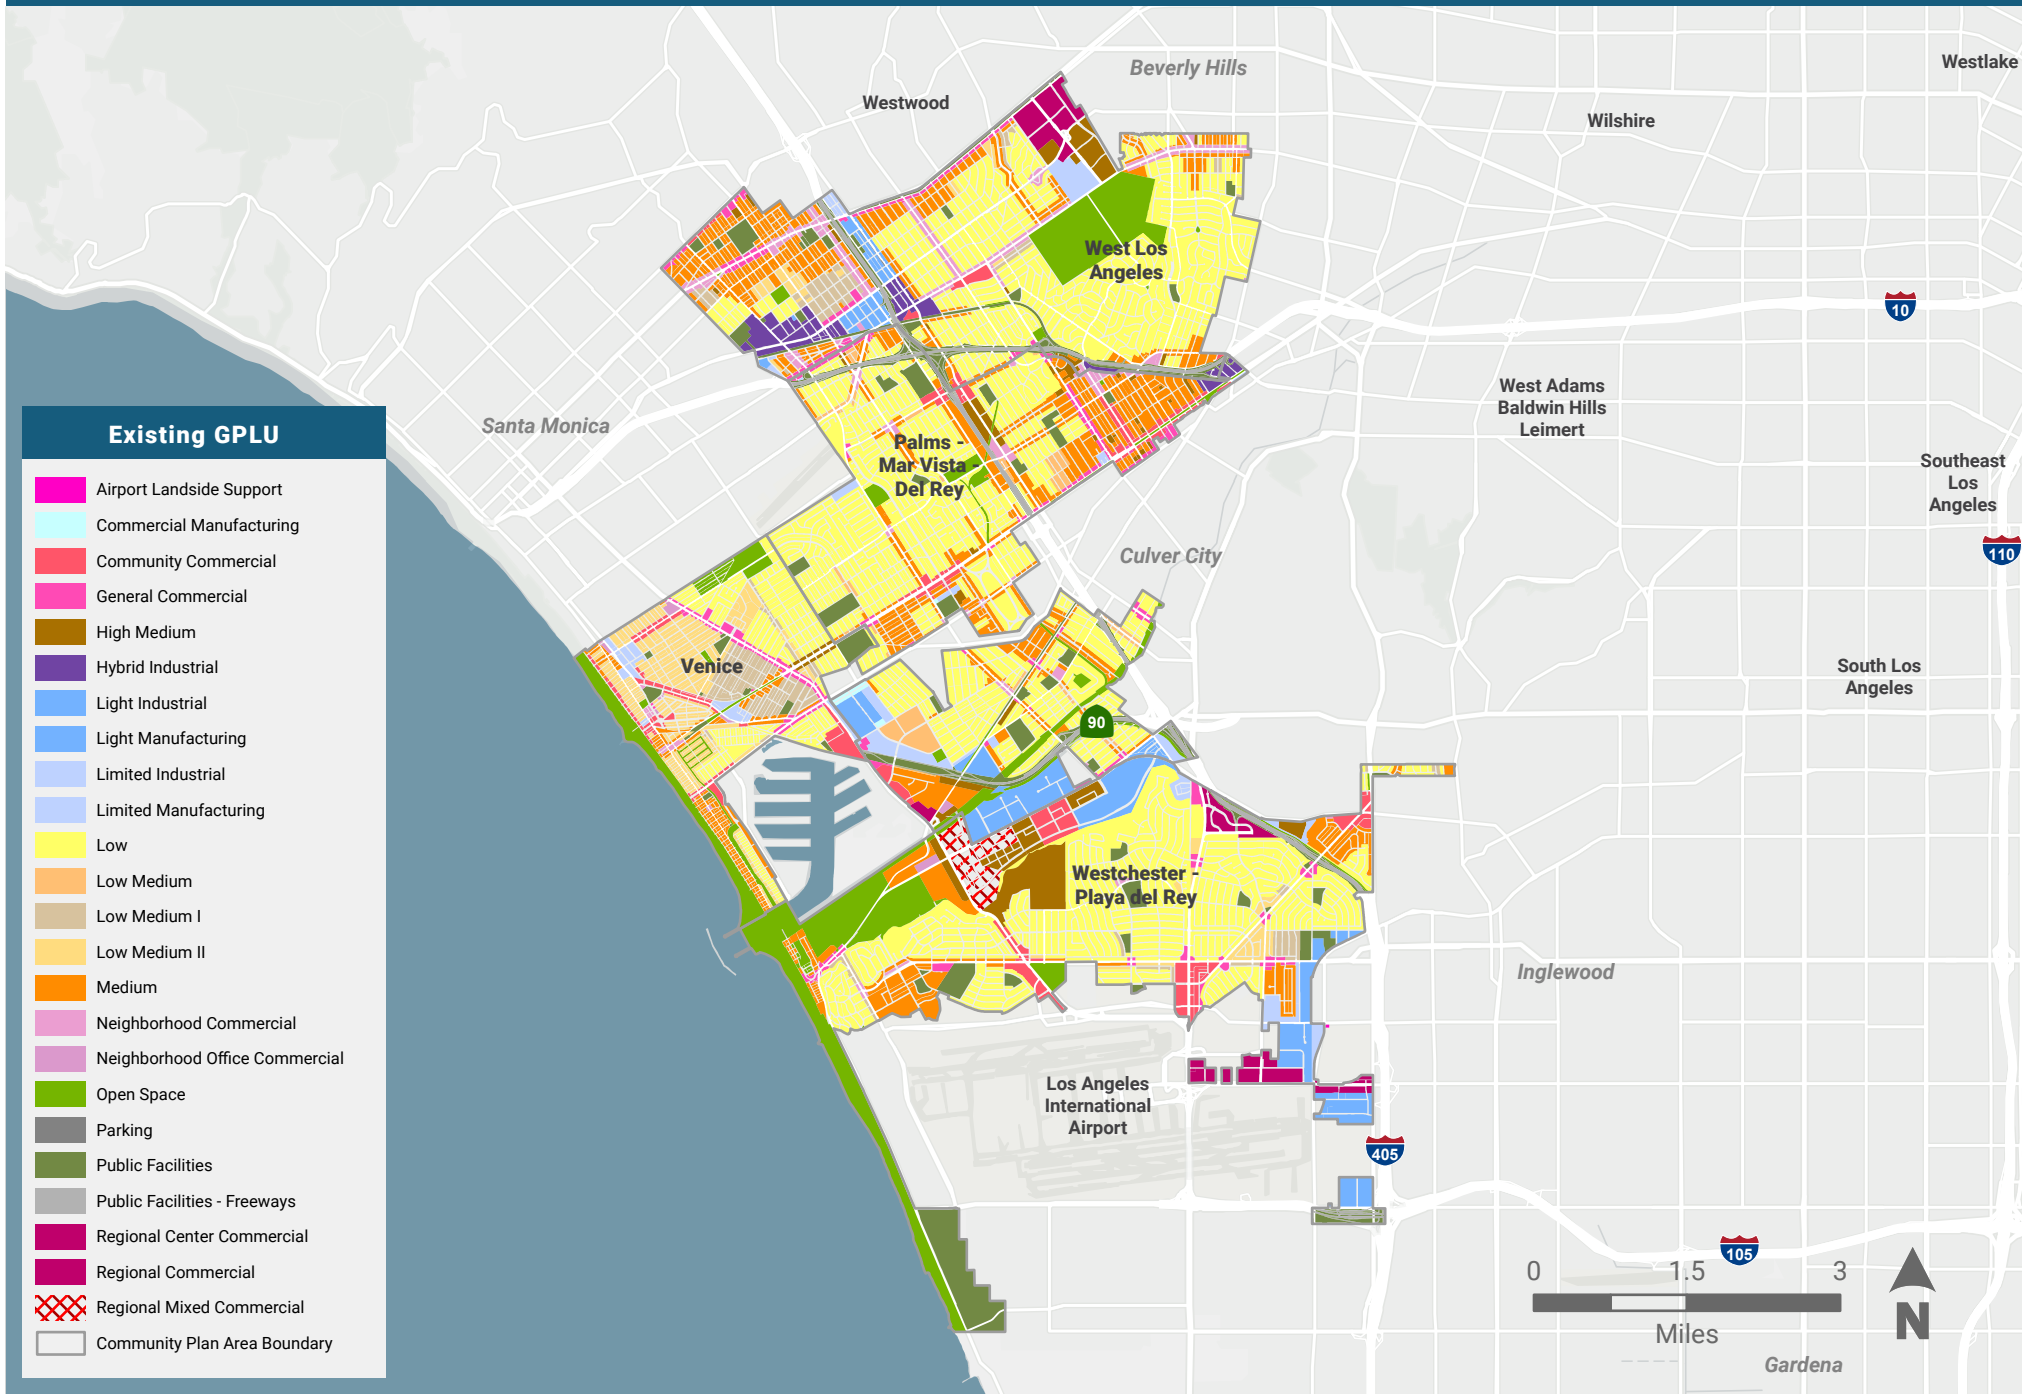 Beverly Hills
Westlake
Westwood
Wilshire
West Los
Angeles
10
Santa Monica
West Adams
Baldwin Hills
Leimert
Palms -
Mar Vista -
Del Rey
Southeast
Los
Angeles
110
Culver City
Venice
South Los
Angeles
90
Westchester -
Playa del Rey
Inglewood
Los Angeles
International
Airport
405
105
Gardena
Existing GPLU
Airport Landside Support
Commercial Manufacturing
Community Commercial
General Commercial
High Medium
Hybrid Industrial
Light Industrial
Light Manufacturing
Limited Industrial
Limited Manufacturing
Low
Low Medium
Low Medium I
Low Medium II
Medium
Neighborhood Commercial
Neighborhood Office Commercial
Open Space
Parking
Public Facilities
Public Facilities - Freeways
Regional Center Commercial
Regional Commercial
Regional Mixed Commercial
Community Plan Area Boundary
0 1.5 3
Miles
N